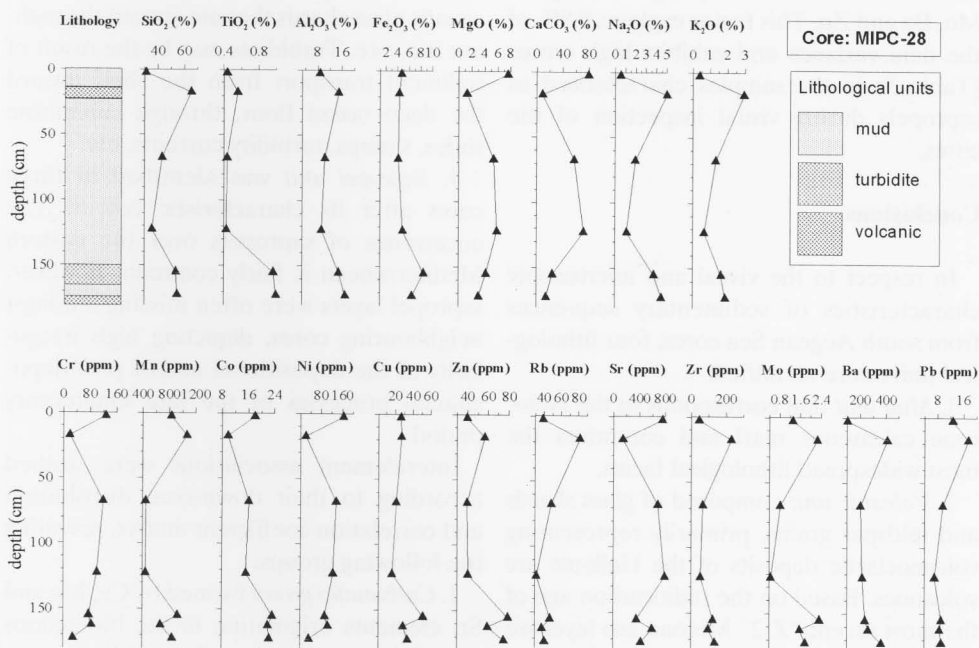 Lithology SiO2 (%) TiO2 (%) Al2O3 (%) Fe2O3 (%) MgO (%) CaCO3 (%) Na2O (%) K2O (%)
40 60 0.4 0.8 8 16 2 4 6 8 10 0 2 4 6 8 0 40 80 0 1 2 3 4 5 0 1 2 3
Core: MIPC-28
Lithological units
mud
turbidite
volcanic
depth (cm)
0
50
100
150
Cr (ppm) Mn (ppm) Co (ppm) Ni (ppm) Cu (ppm) Zn (ppm) Rb (ppm) Sr (ppm) Zr (ppm) Mo (ppm) Ba (ppm) Pb (ppm)
0 80 160 400 800 1200 0 12 24 0 80 160 20 40 60 40 60 80 40 60 80 0 400 800 0 200 0.8 1.6 2.4 200 400 8 16
depth (cm)
0
50
100
150